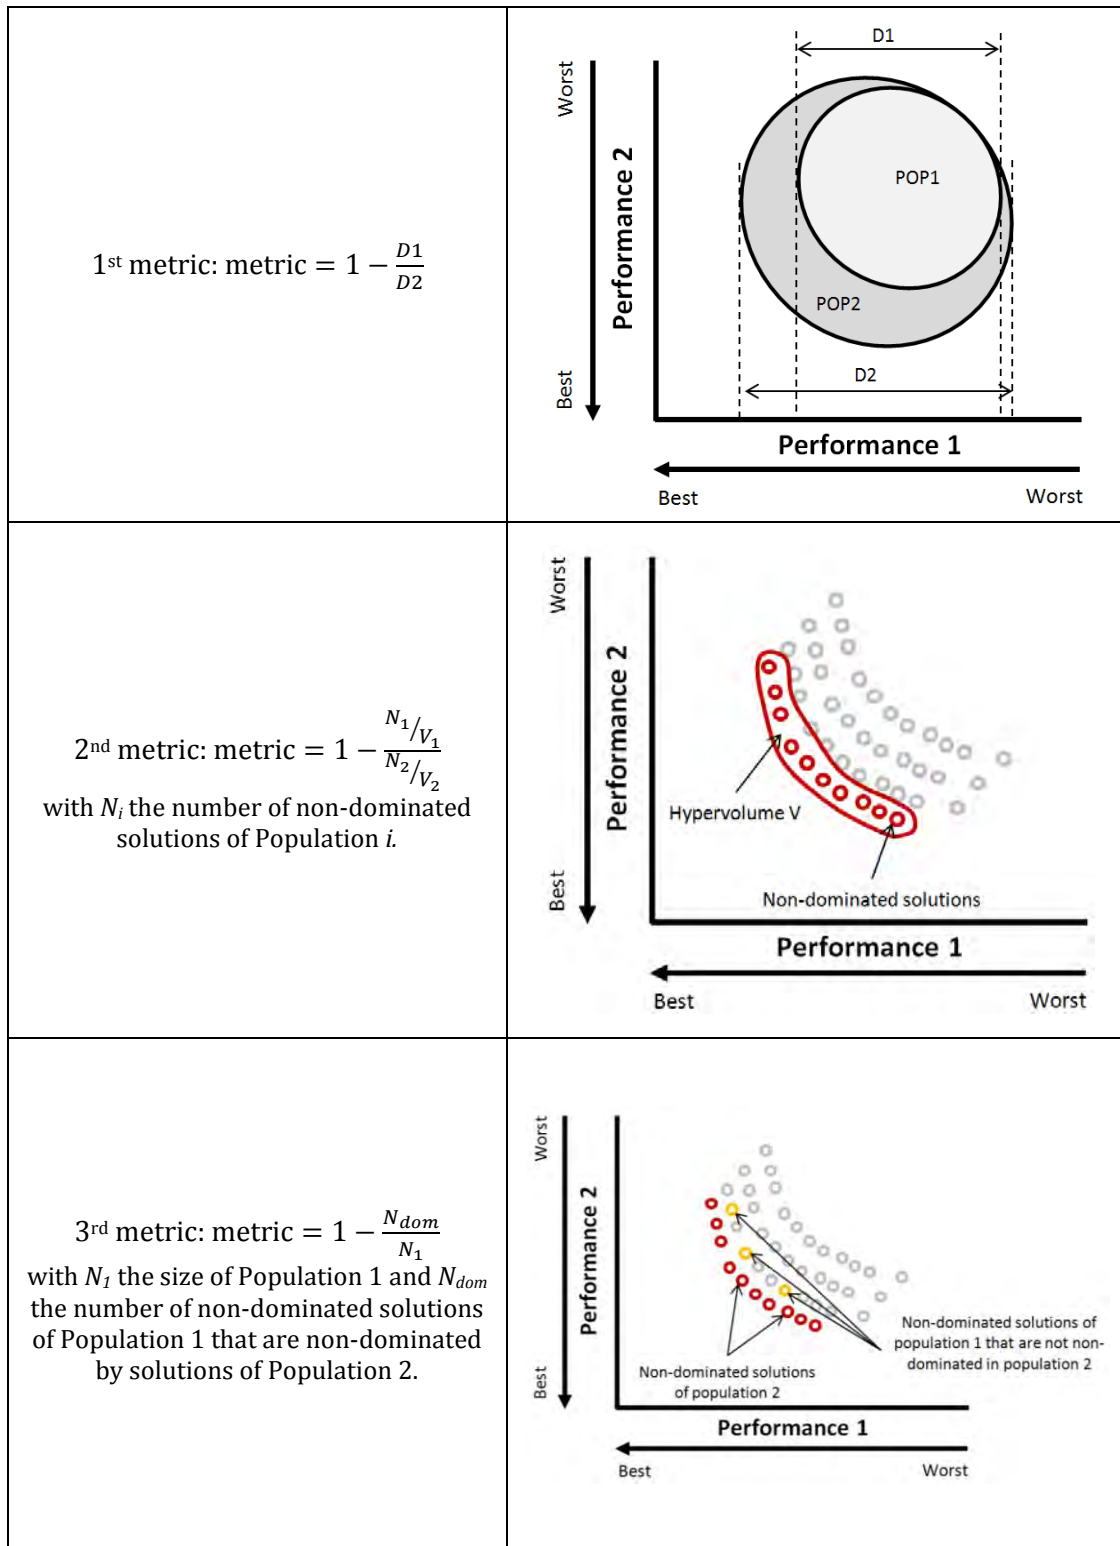 1st metric: metric = 1 − D1/D2
D1
Worst
Performance 2
Best
POP1
POP2
D2
Performance 1
Best
Worst
2nd metric: metric = 1 − (N1/V1)/(N2/V2)
with Ni the number of non-dominated
solutions of Population i.
Worst
Performance 2
Best
Hypervolume V
Non-dominated solutions
Performance 1
Best
Worst
3rd metric: metric = 1 − Ndom/N1
with N1 the size of Population 1 and Ndom
the number of non-dominated solutions
of Population 1 that are non-dominated
by solutions of Population 2.
Worst
Performance 2
Best
Non-dominated solutions of
population 1 that are not non-
dominated in population 2
Non-dominated solutions
of population 2
Performance 1
Best
Worst